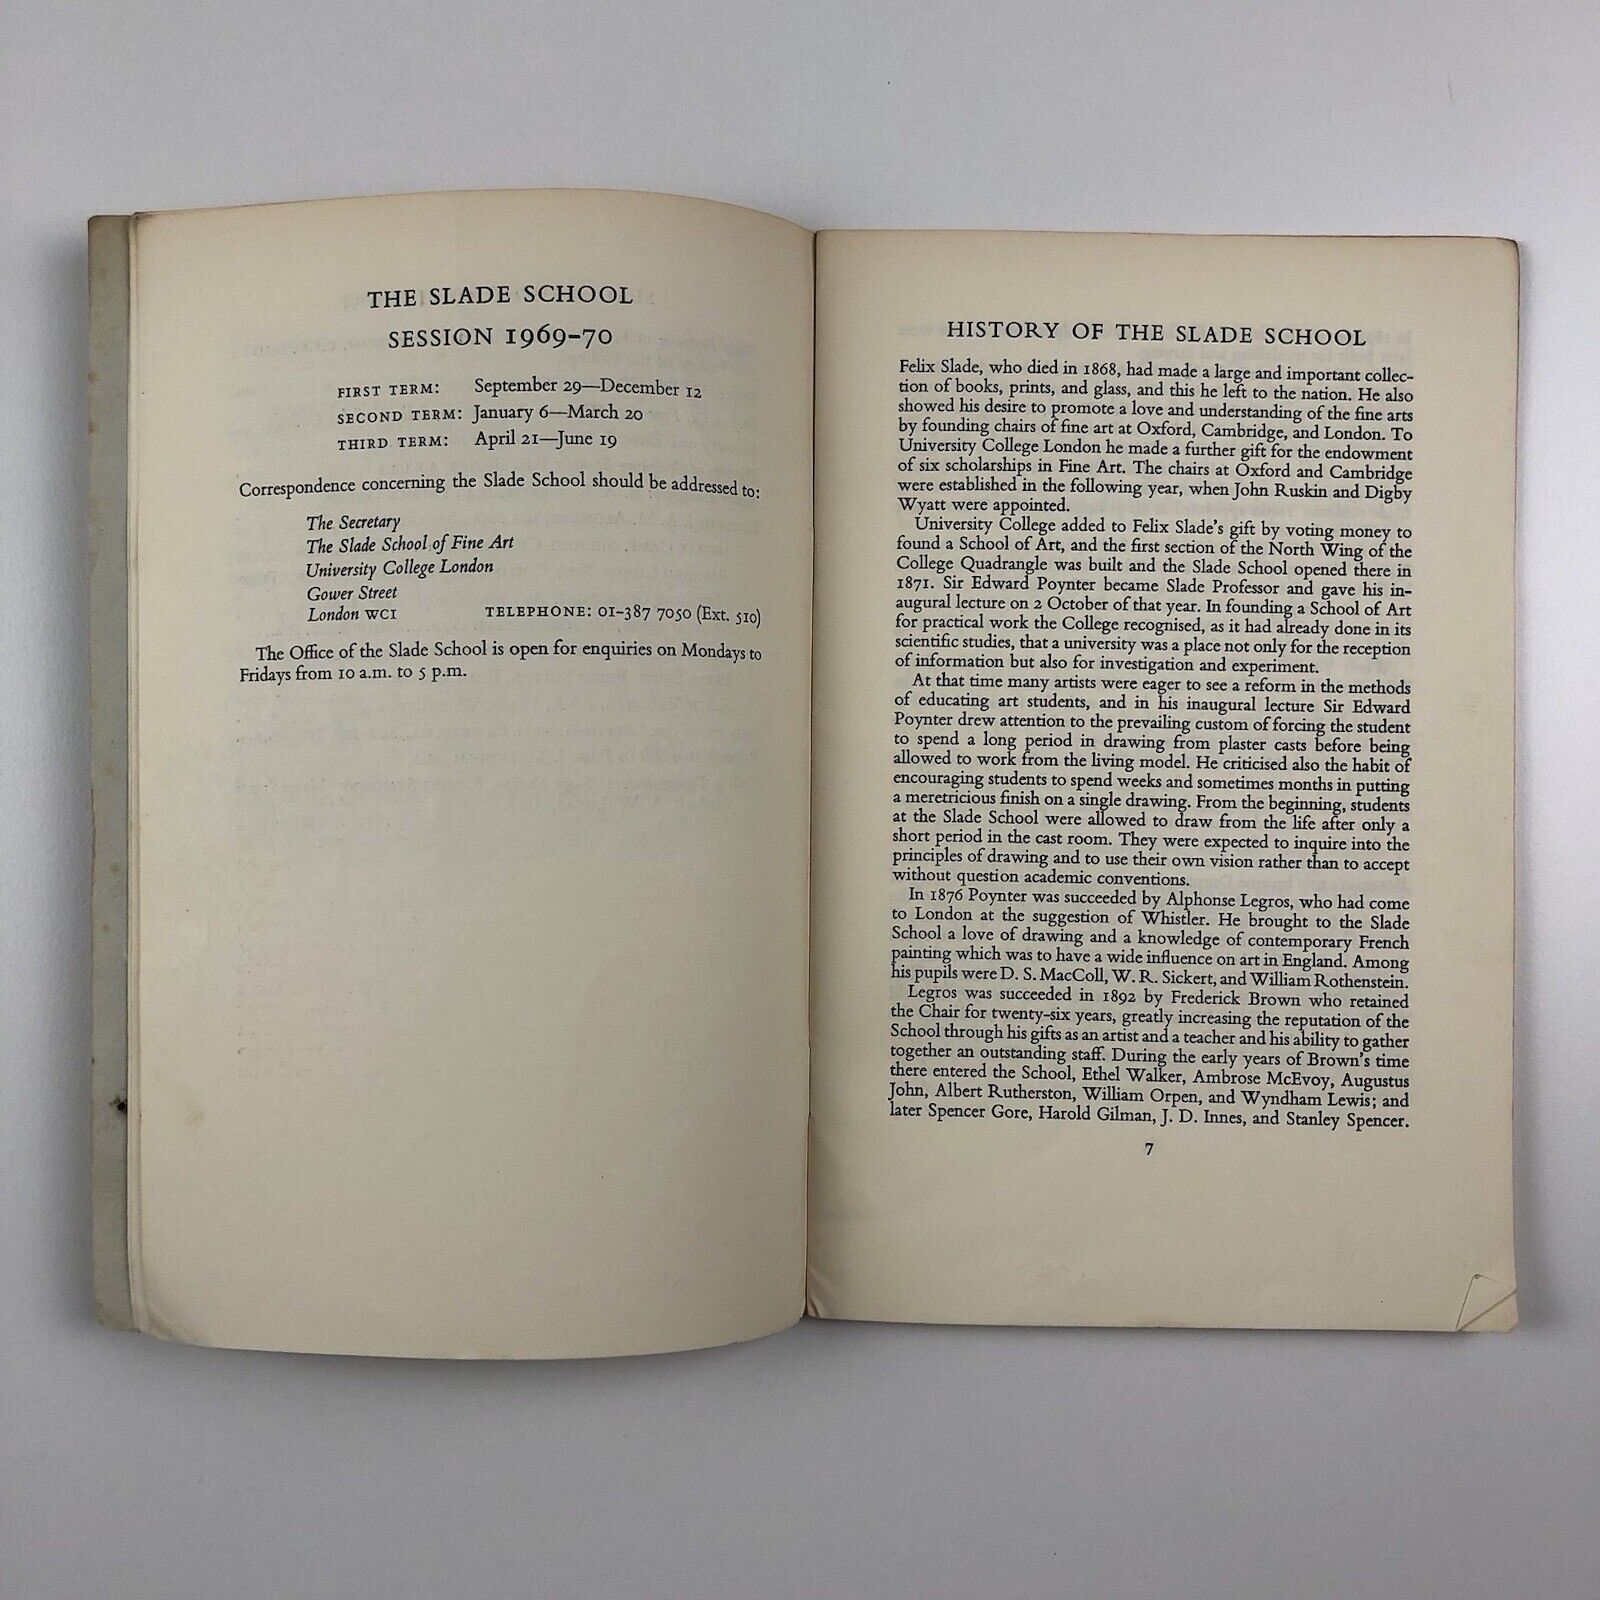 THE SLADE SCHOOL
SESSION 1969–70
FIRST TERM: September 29—December 12
SECOND TERM: January 6—March 20
THIRD TERM: April 21—June 19
Correspondence concerning the Slade School should be addressed to:
The Secretary
The Slade School of Fine Art
University College London
Gower Street
London WC1 TELEPHONE: 01-387 7050 (Ext. 510)
The Office of the Slade School is open for enquiries on Mondays to
Fridays from 10 a.m. to 5 p.m.
HISTORY OF THE SLADE SCHOOL
Felix Slade, who died in 1868, had made a large and important collec-
tion of books, prints, and glass, and this he left to the nation. He also
showed his desire to promote a love and understanding of the fine arts
by founding chairs of fine art at Oxford, Cambridge, and London. To
University College London he made a further gift for the endowment
of six scholarships in Fine Art. The chairs at Oxford and Cambridge
were established in the following year, when John Ruskin and Digby
Wyatt were appointed.
University College added to Felix Slade's gift by voting money to
found a School of Art, and the first section of the North Wing of the
College Quadrangle was built and the Slade School opened there in
1871. Sir Edward Poynter became Slade Professor and gave his in-
augural lecture on 2 October of that year. In founding a School of Art
for practical work the College recognised, as it had already done in its
scientific studies, that a university was a place not only for the reception
of information but also for investigation and experiment.
At that time many artists were eager to see a reform in the methods
of educating art students, and in his inaugural lecture Sir Edward
Poynter drew attention to the prevailing custom of forcing the student
to spend a long period in drawing from plaster casts before being
allowed to work from the living model. He criticised also the habit of
encouraging students to spend weeks and sometimes months in putting
a meretricious finish on a single drawing. From the beginning, students
at the Slade School were allowed to draw from the life after only a
short period in the cast room. They were expected to inquire into the
principles of drawing and to use their own vision rather than to accept
without question academic conventions.
In 1876 Poynter was succeeded by Alphonse Legros, who had come
to London at the suggestion of Whistler. He brought to the Slade
School a love of drawing and a knowledge of contemporary French
painting which was to have a wide influence on art in England. Among
his pupils were D. S. MacColl, W. R. Sickert, and William Rothenstein.
Legros was succeeded in 1892 by Frederick Brown who retained
the Chair for twenty-six years, greatly increasing the reputation of the
School through his gifts as an artist and a teacher and his ability to gather
together an outstanding staff. During the early years of Brown's time
there entered the School, Ethel Walker, Ambrose McEvoy, Augustus
John, Albert Rutherston, William Orpen, and Wyndham Lewis; and
later Spencer Gore, Harold Gilman, J. D. Innes, and Stanley Spencer.
7